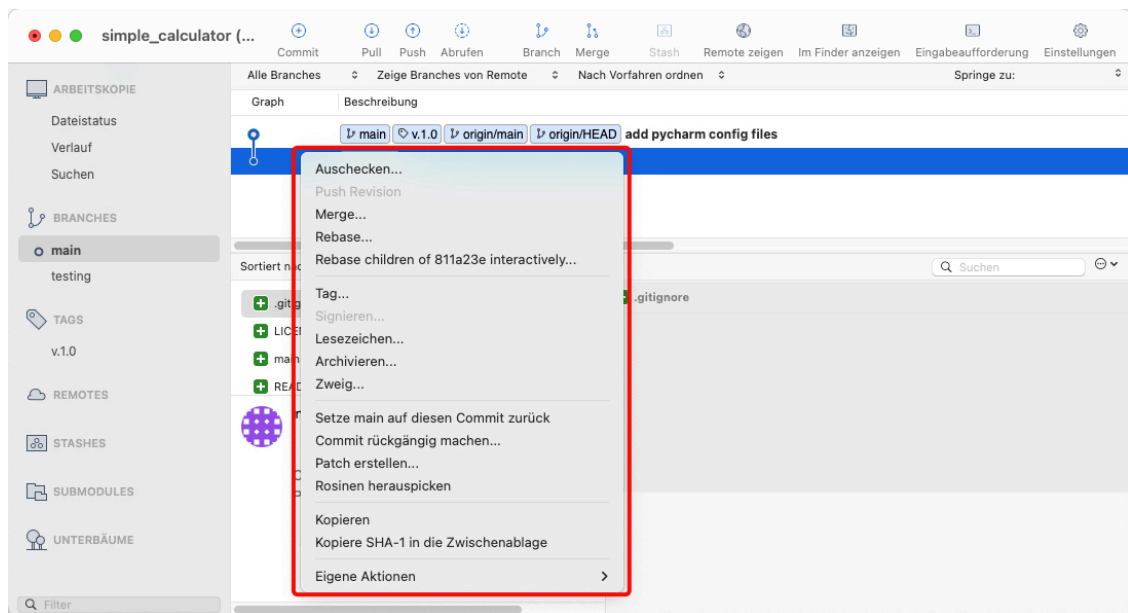 simple_calculator (...
Commit Pull Push Abrufen Branch Merge Stash Remote zeigen Im Finder anzeigen Eingabeaufforderung Einstellungen
Alle Branches Zeige Branches von Remote Nach Vorfahren ordnen Springe zu:
Graph Beschreibung
main v.1.0 origin/main origin/HEAD add pycharm config files
ARBEITSKOPIE
Dateistatus
Verlauf
Suchen
BRANCHES
main
testing
TAGS
v.1.0
REMOTES
STASHES
SUBMODULES
UNTERBÄUME
Filter
Auschecken...
Push Revision
Merge...
Rebase...
Rebase children of 811a23e interactively...
Tag...
Signieren...
Lesezeichen...
Archivieren...
Zweig...
Setze main auf diesen Commit zurück
Commit rückgängig machen...
Patch erstellen...
Rosinen herauspicken
Kopieren
Kopiere SHA-1 in die Zwischenablage
Eigene Aktionen
Sortiert
Suchen
.gitignore